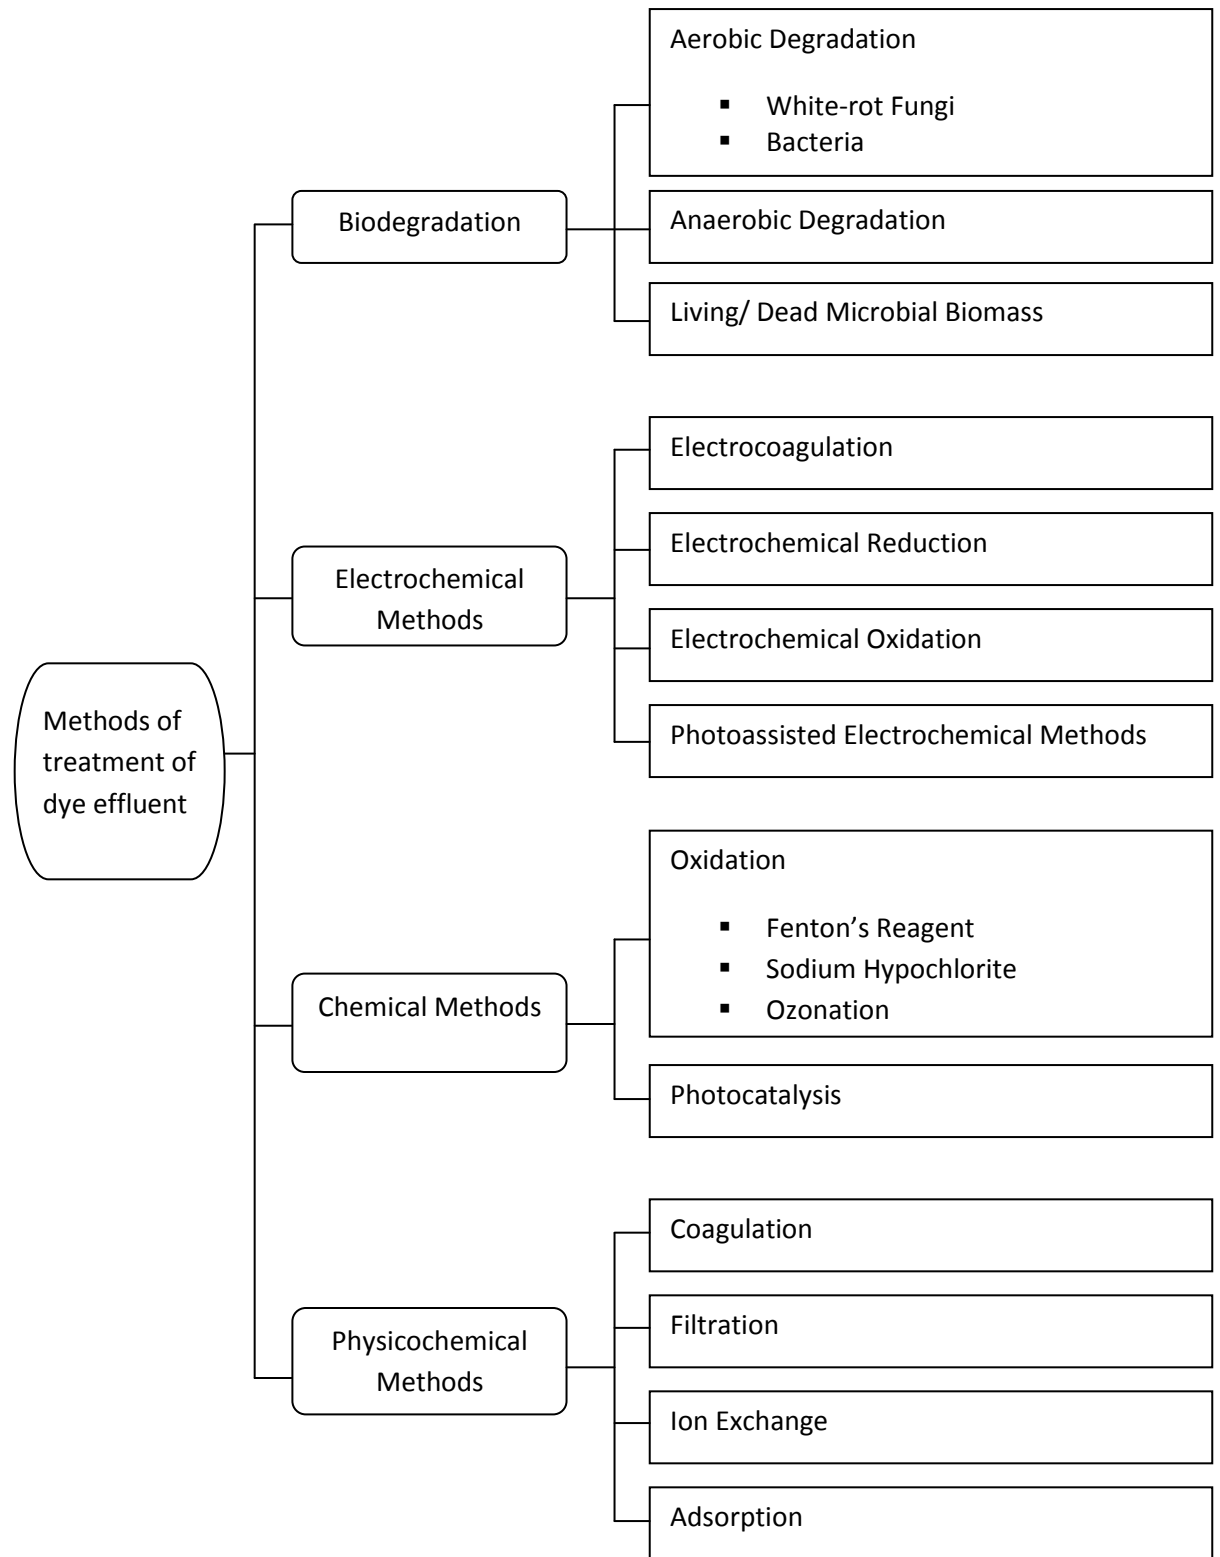 Methods of
treatment of
dye effluent
Biodegradation
Aerobic Degradation
▪ White-rot Fungi
▪ Bacteria
Anaerobic Degradation
Living/ Dead Microbial Biomass
Electrochemical
Methods
Electrocoagulation
Electrochemical Reduction
Electrochemical Oxidation
Photoassisted Electrochemical Methods
Chemical Methods
Oxidation
▪ Fenton’s Reagent
▪ Sodium Hypochlorite
▪ Ozonation
Photocatalysis
Physicochemical
Methods
Coagulation
Filtration
Ion Exchange
Adsorption